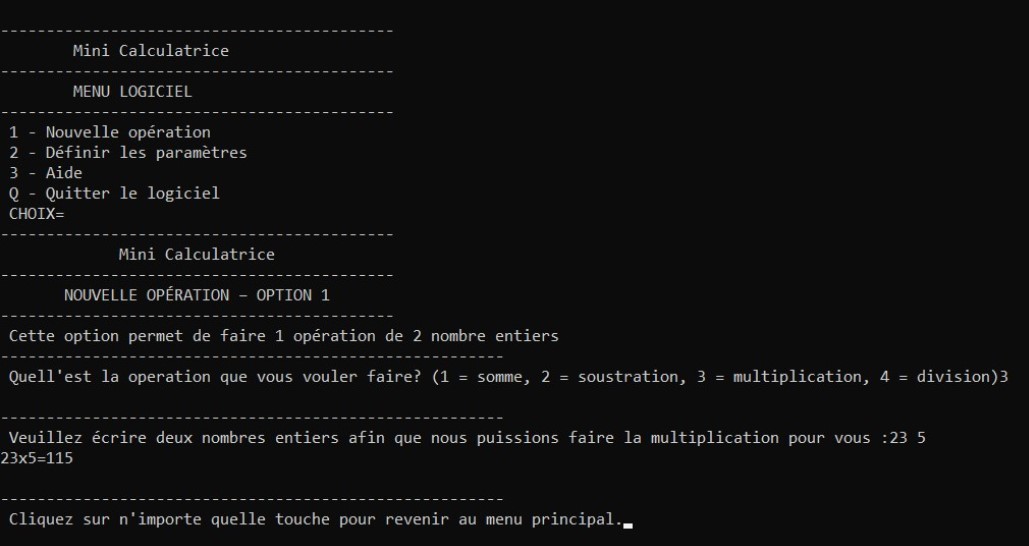 -------------------------------------------
Mini Calculatrice
-------------------------------------------
MENU LOGICIEL
-------------------------------------------
1 - Nouvelle opération
2 - Définir les paramètres
3 - Aide
Q - Quitter le logiciel
CHOIX=
-------------------------------------------
Mini Calculatrice
-------------------------------------------
NOUVELLE OPÉRATION – OPTION 1
-------------------------------------------
Cette option permet de faire 1 opération de 2 nombre entiers
-------------------------------------------------------
Quell'est la operation que vous vouler faire? (1 = somme, 2 = soustration, 3 = multiplication, 4 = division)3
-------------------------------------------------------
Veuillez écrire deux nombres entiers afin que nous puissions faire la multiplication pour vous :23 5
23x5=115
-------------------------------------------------------
Cliquez sur n'importe quelle touche pour revenir au menu principal.